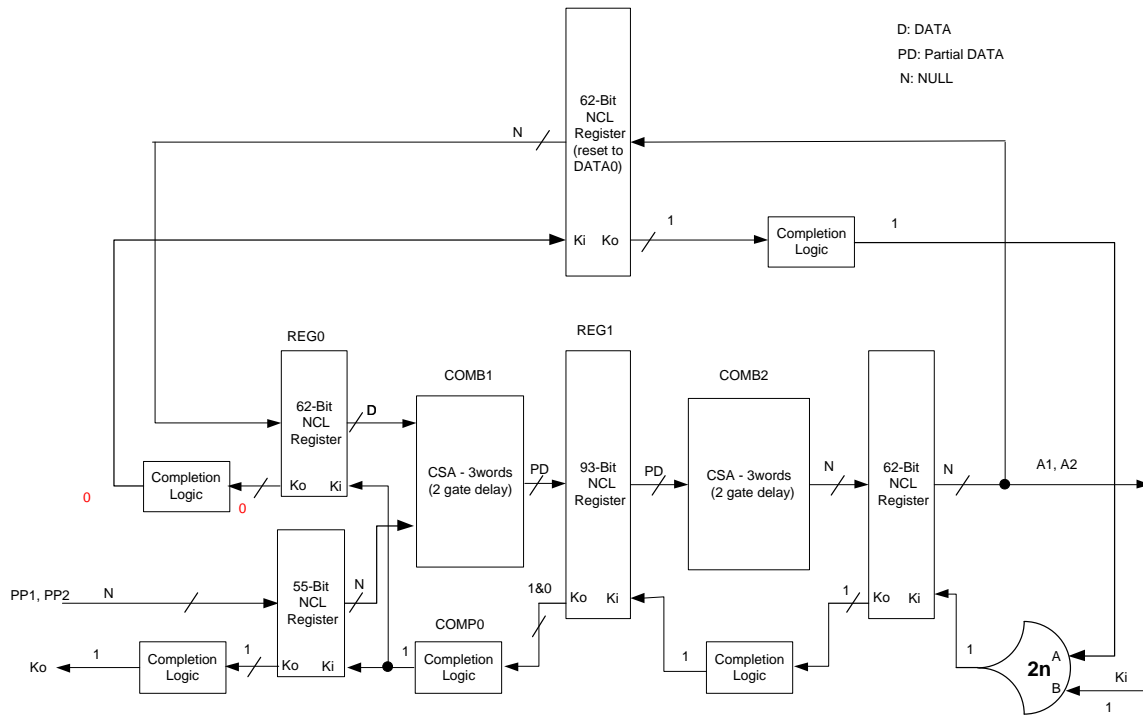 D: DATA
PD: Partial DATA
N: NULL
62-Bit
NCL
Register
(reset to
DATA0)
N
Ki Ko
1
Completion
Logic
1
REG0
62-Bit
NCL
Register
Ko Ki
D
COMB1
CSA - 3words
(2 gate delay)
PD
REG1
93-Bit
NCL
Register
Ko Ki
PD
COMB2
CSA - 3words
(2 gate delay)
N
62-Bit
NCL
Register
Ko Ki
N
A1, A2
Completion
Logic
0
0
PP1, PP2
N
55-Bit
NCL
Register
Ko Ki
N
1&0
COMP0
Completion
Logic
1
Ko
1
Completion
Logic
1
1
Completion
Logic
1
1
2n
A
B
Ki
1